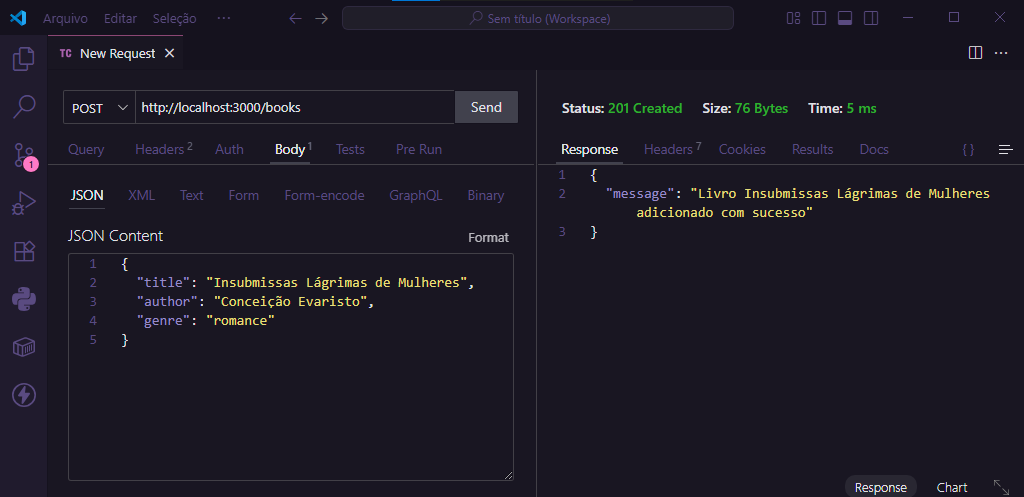 Arquivo Editar Seleção ··· Sem título (Workspace)
TC New Request
POST http://localhost:3000/books Send
Query Headers 2 Auth Body 1 Tests Pre Run
JSON XML Text Form Form-encode GraphQL Binary
JSON Content Format
1 {
2 "title": "Insubmissas Lágrimas de Mulheres",
3 "author": "Conceição Evaristo",
4 "genre": "romance"
5 }
1
Status: 201 Created Size: 76 Bytes Time: 5 ms
Response Headers 7 Cookies Results Docs { }
1 {
2 "message": "Livro Insubmissas Lágrimas de Mulheres
adicionado com sucesso"
3 }
Response Chart